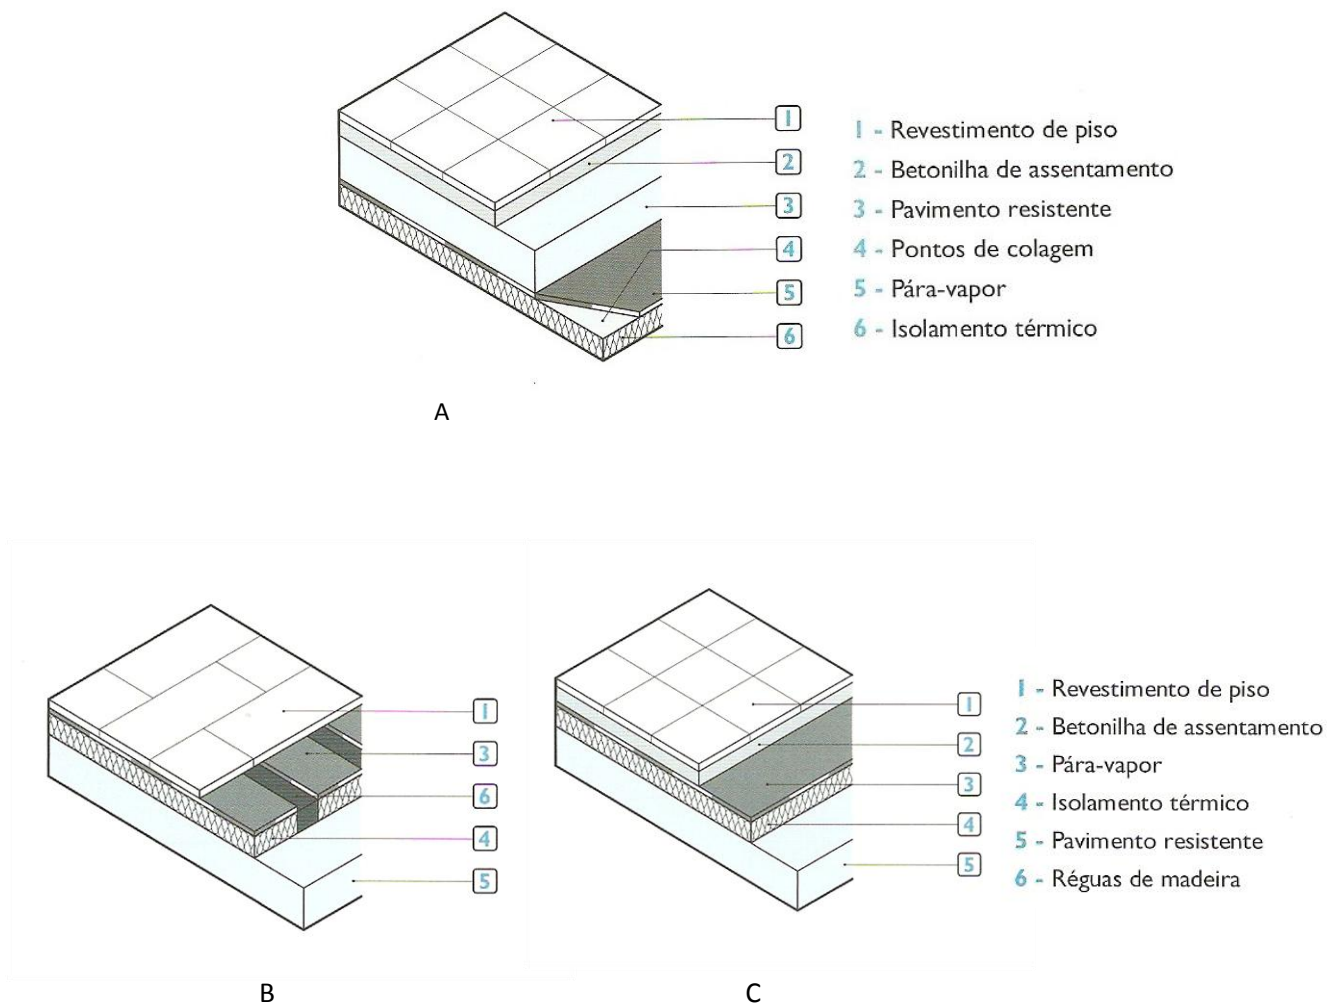 1
2
3
4
5
6
1 - Revestimento de piso
2 - Betonilha de assentamento
3 - Pavimento resistente
4 - Pontos de colagem
5 - Pára-vapor
6 - Isolamento térmico
A
1
3
6
4
5
1
2
3
4
5
1 - Revestimento de piso
2 - Betonilha de assentamento
3 - Pára-vapor
4 - Isolamento térmico
5 - Pavimento resistente
6 - Réguas de madeira
B
C